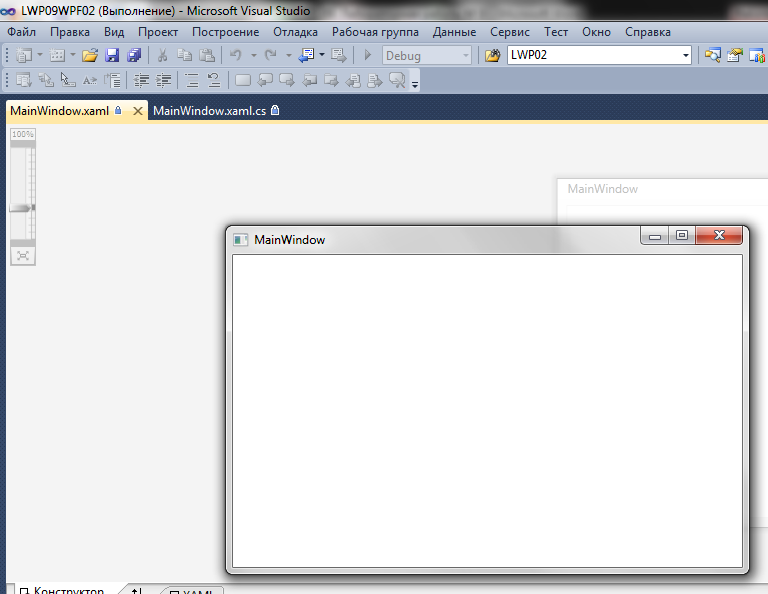 LWP09WPF02 (Выполнение) - Microsoft Visual Studio
Файл Правка Вид Проект Построение Отладка Рабочая группа Данные Сервис Тест Окно Справка
Debug LWP02
MainWindow.xaml MainWindow.xaml.cs
100%
MainWindow
MainWindow
Конструктор XAML